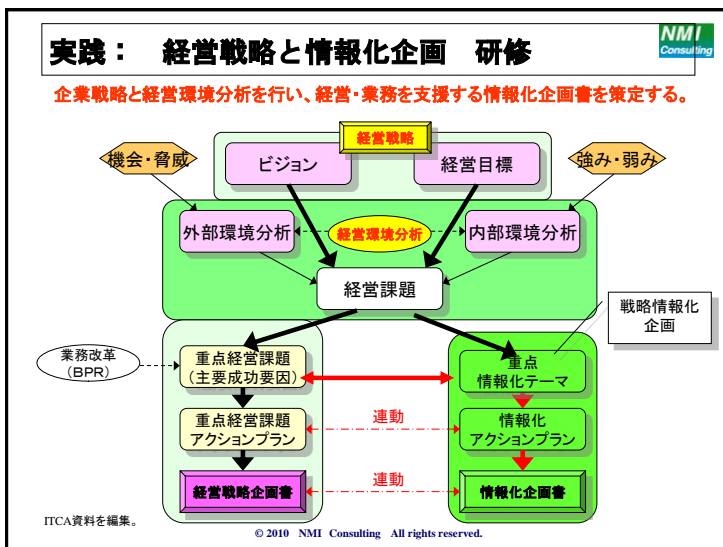 実践： 経営戦略と情報化企画 研修
NMI
Consulting
企業戦略と経営環境分析を行い、経営・業務を支援する情報化企画書を策定する。
経営戦略
機会・脅威
ビジョン
経営目標
強み・弱み
外部環境分析
経営環境分析
内部環境分析
経営課題
戦略情報化
企画
業務改革
（BPR）
重点経営課題
（主要成功要因）
重点
情報化テーマ
重点経営課題
アクションプラン
連動
情報化
アクションプラン
経営戦略企画書
連動
情報化企画書
ITCA資料を編集。
© 2010 NMI Consulting All rights reserved.